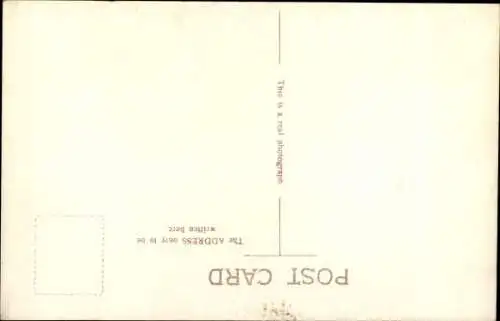 POST CARD
The ADDRESS only to be
written here
This is a real photograph